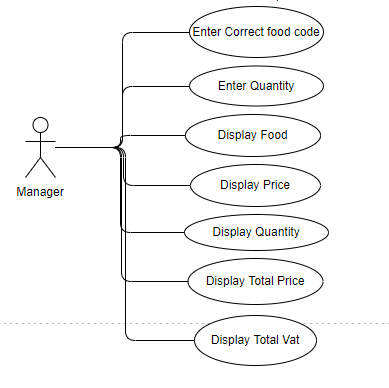 Enter Correct food code
Enter Quantity
Display Food
Manager
Display Price
Display Quantity
Display Total Price
Display Total Vat